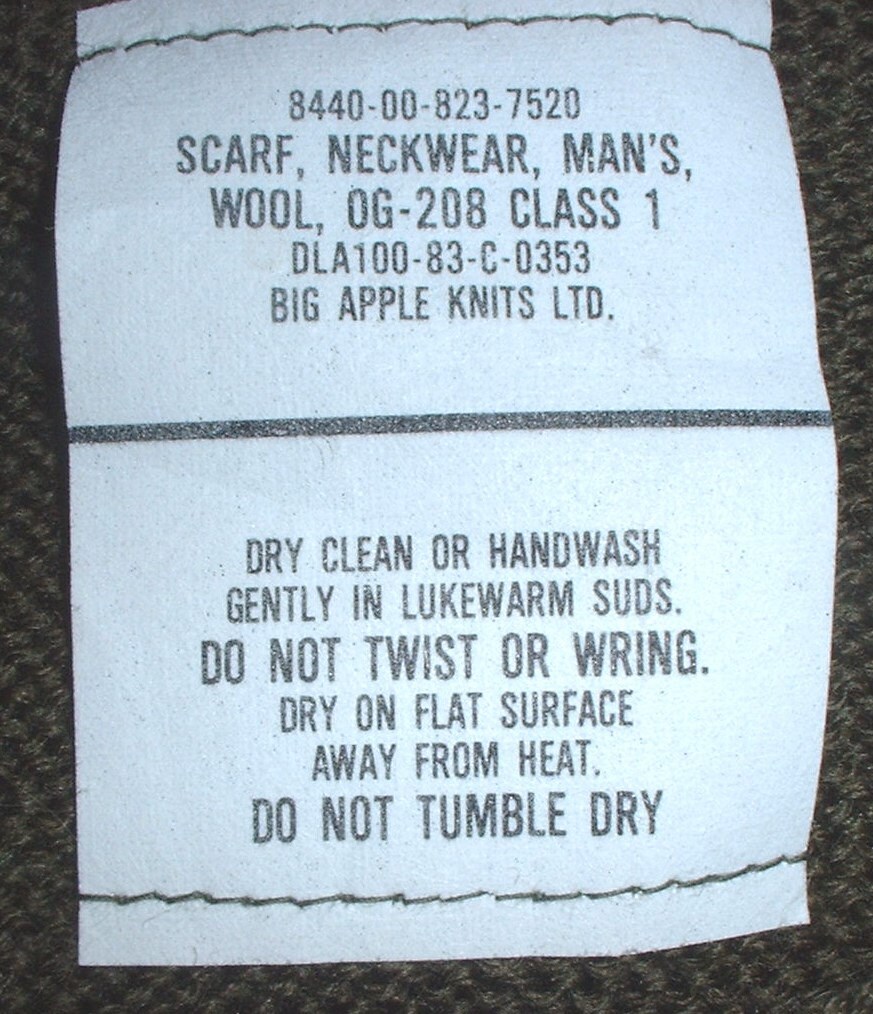 8440-00-823-7520
SCARF, NECKWEAR, MAN'S,
WOOL, OG-208 CLASS 1
DLA100-83-C-0353
BIG APPLE KNITS LTD.
DRY CLEAN OR HANDWASH
GENTLY IN LUKEWARM SUDS.
DO NOT TWIST OR WRING.
DRY ON FLAT SURFACE
AWAY FROM HEAT.
DO NOT TUMBLE DRY